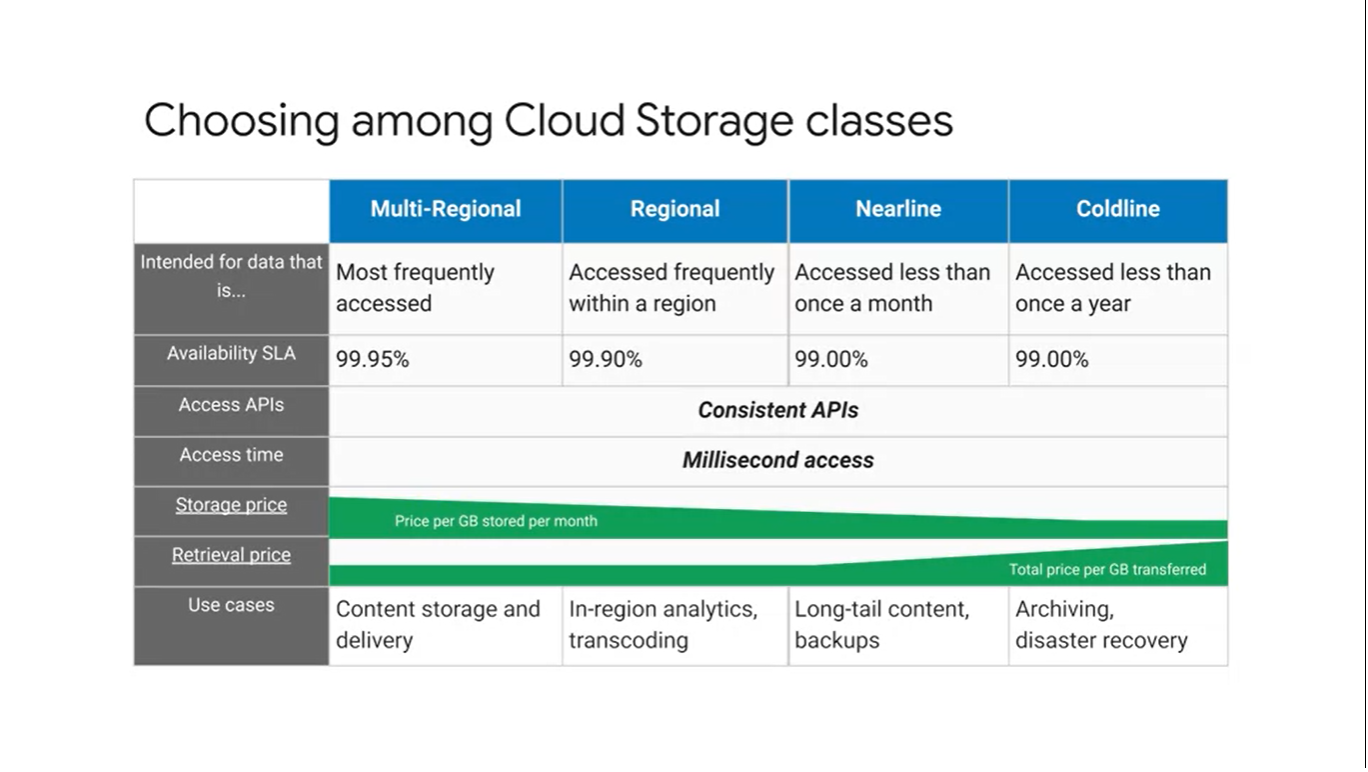 Choosing among Cloud Storage classes
Multi-Regional
Regional
Nearline
Coldline
Intended for data that
is...
Most frequently
accessed
Accessed frequently
within a region
Accessed less than
once a month
Accessed less than
once a year
Availability SLA
99.95%
99.90%
99.00%
99.00%
Access APIs
Consistent APIs
Access time
Millisecond access
Storage price
Price per GB stored per month
Retrieval price
Total price per GB transferred
Use cases
Content storage and
delivery
In-region analytics,
transcoding
Long-tail content,
backups
Archiving,
disaster recovery